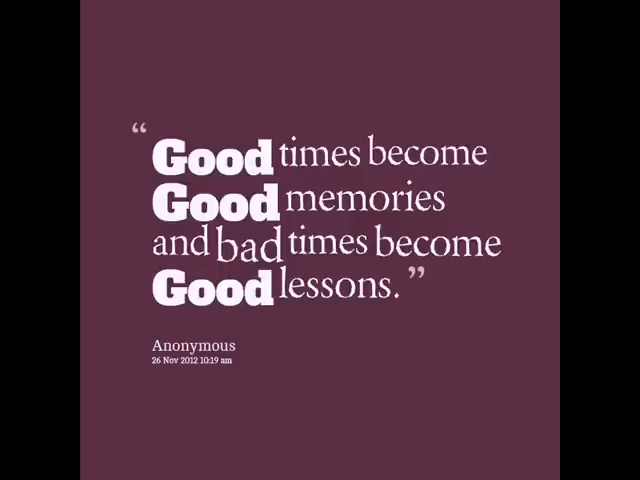 “ Good times become
Good memories
and bad times become
Good lessons. ”
Anonymous
26 Nov 2012 10:19 am